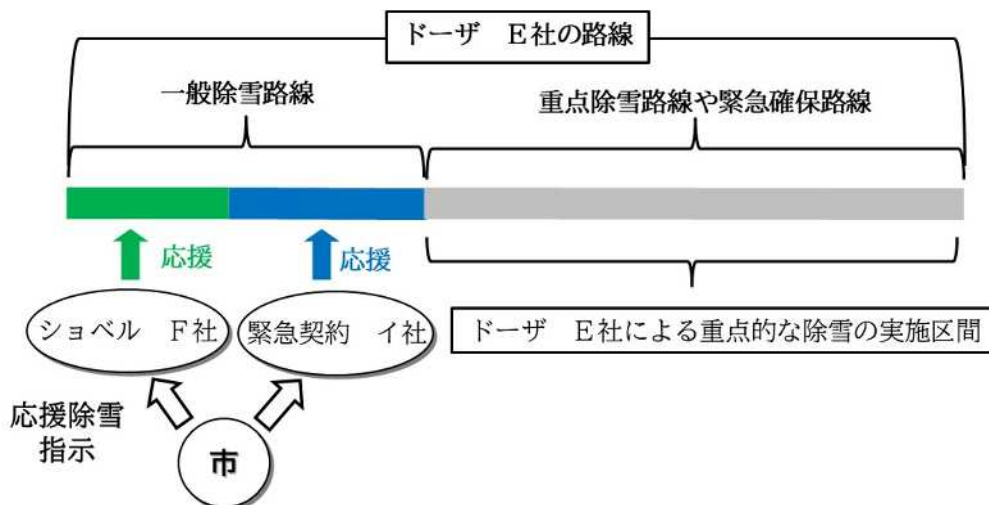 ドーザ　E社の路線
一般除雪路線
重点除雪路線や緊急確保路線
応援
応援
ショベル　F社
緊急契約　イ社
ドーザ　E社による重点的な除雪の実施区間
応援除雪
指示
市